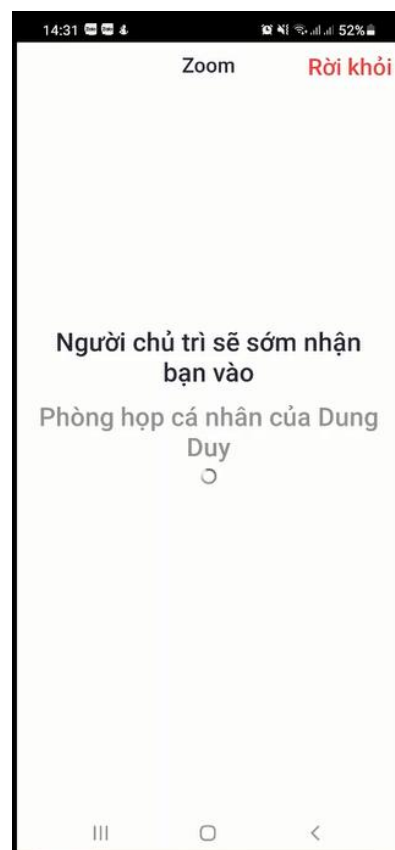 14:31 52%
Zoom Rời khỏi
Người chủ trì sẽ sớm nhận
bạn vào
Phòng họp cá nhân của Dung
Duy